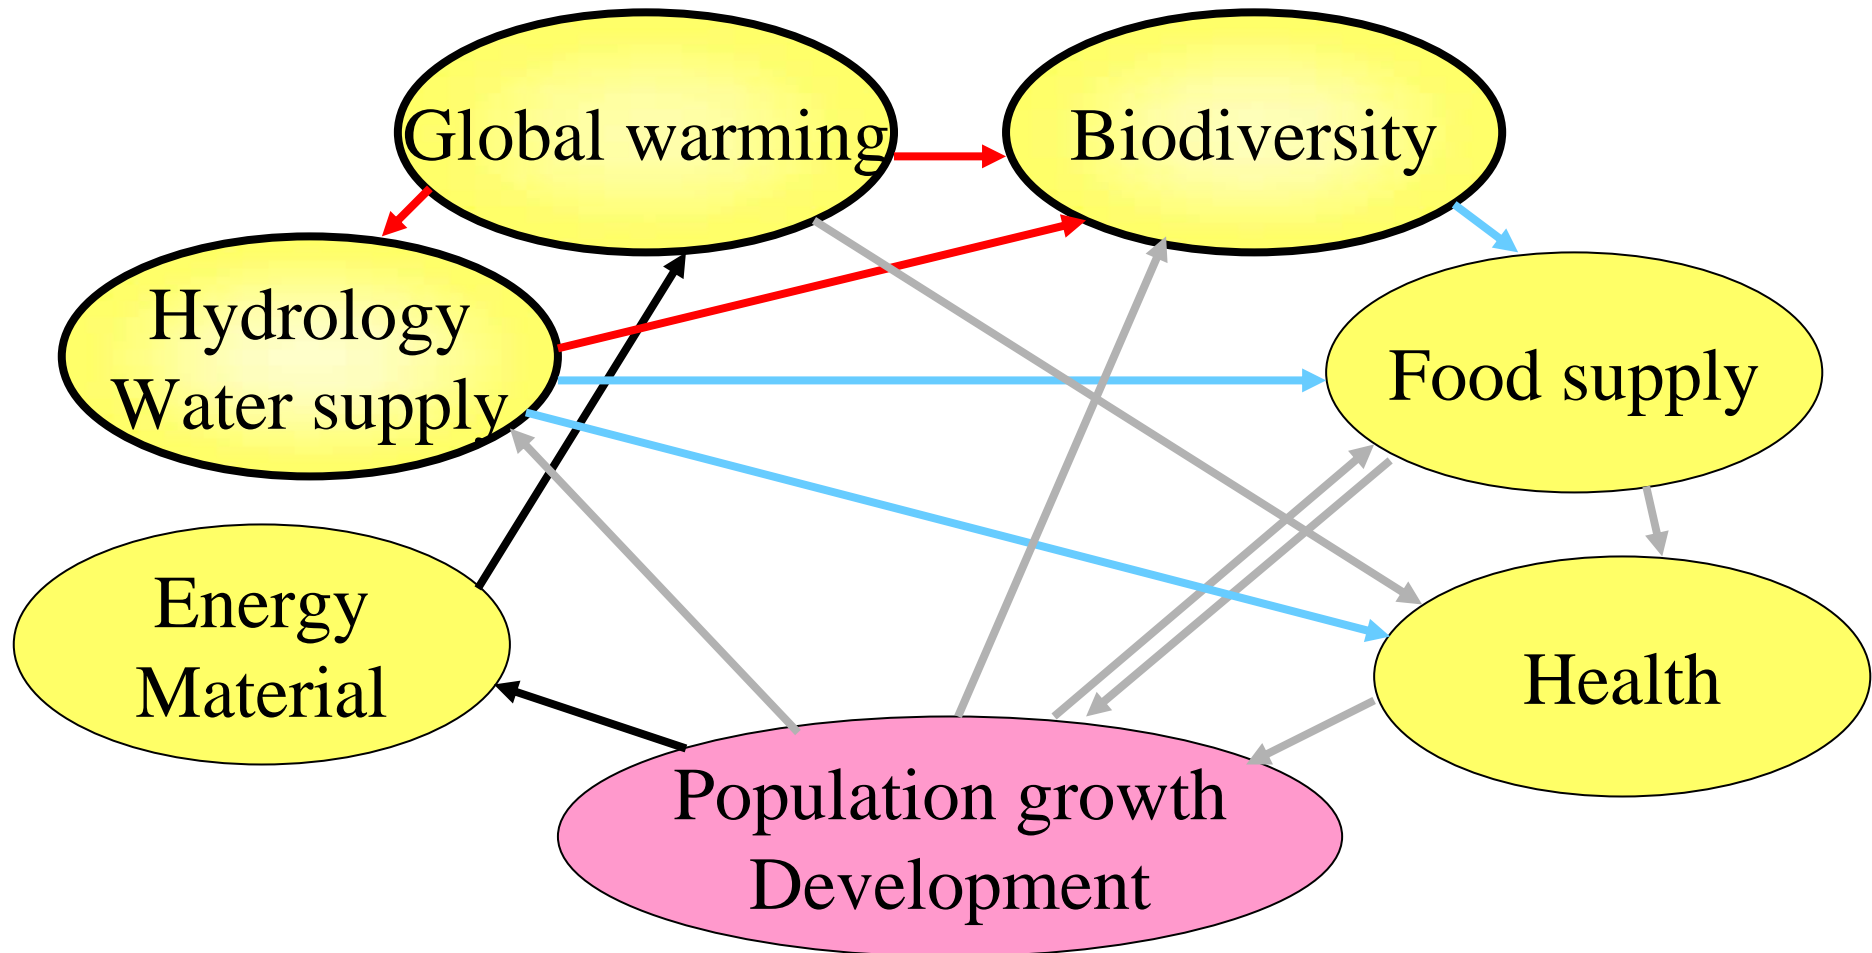 Global warming
Biodiversity
Hydrology
Water supply
Food supply
Energy
Material
Health
Population growth
Development